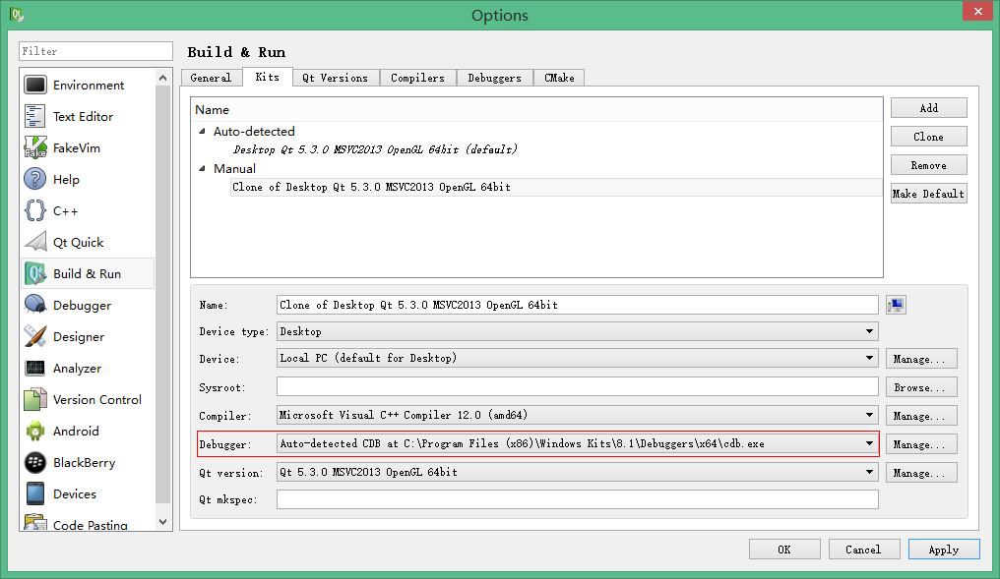 Options
Filter
Environment
Text Editor
FakeVim
Help
C++
Qt Quick
Build & Run
Debugger
Designer
Analyzer
Version Control
Android
BlackBerry
Devices
Code Pasting
Build & Run
General Kits Qt Versions Compilers Debuggers CMake
Name
Auto-detected
Desktop Qt 5.3.0 MSVC2013 OpenGL 64bit (default)
Manual
Clone of Desktop Qt 5.3.0 MSVC2013 OpenGL 64bit
Add
Clone
Remove
Make Default
Name: Clone of Desktop Qt 5.3.0 MSVC2013 OpenGL 64bit
Device type: Desktop
Device: Local PC (default for Desktop) Manage...
Sysroot: Browse...
Compiler: Microsoft Visual C++ Compiler 12.0 (amd64) Manage...
Debugger: Auto-detected CDB at C:\Program Files (x86)\Windows Kits\8.1\Debuggers\x64\cdb.exe Manage...
Qt version: Qt 5.3.0 MSVC2013 OpenGL 64bit Manage...
Qt mkspec:
OK Cancel Apply